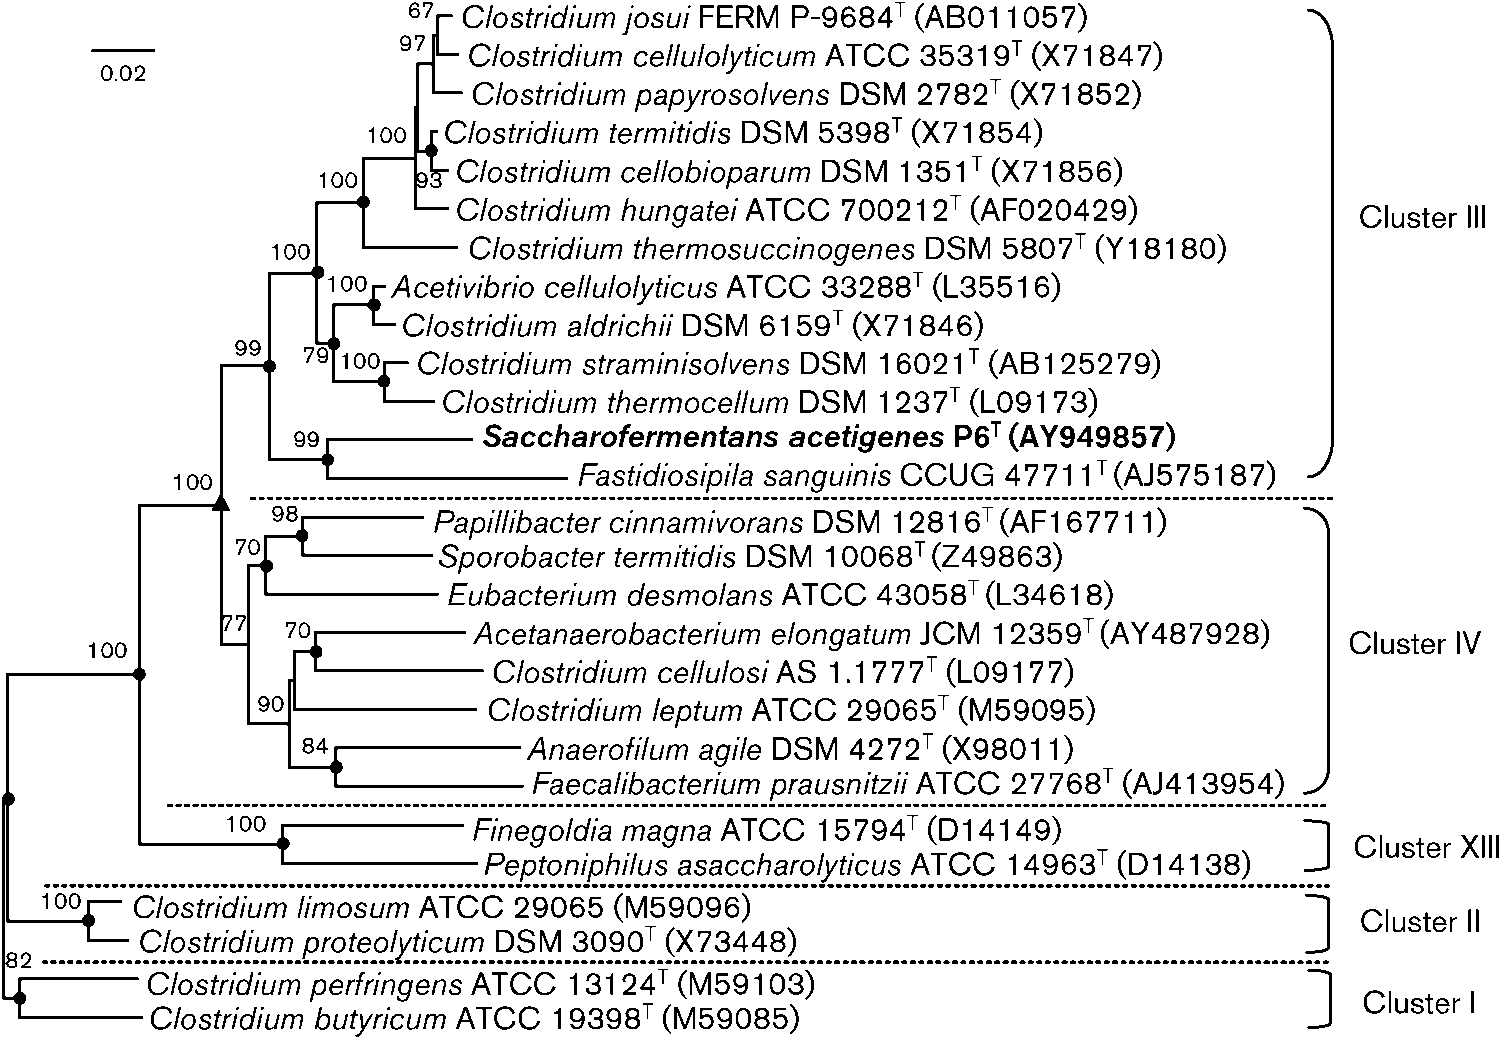 67
Clostridium josui FERM P-9684T (AB011057)
0.02
97
Clostridium cellulolyticum ATCC 35319T (X71847)
Clostridium papyrosolvens DSM 2782T (X71852)
100
Clostridium termitidis DSM 5398T (X71854)
93
Clostridium cellobioparum DSM 1351T (X71856)
100
Clostridium hungatei ATCC 700212T (AF020429)
Cluster III
100
Clostridium thermosuccinogenes DSM 5807T (Y18180)
100
Acetivibrio cellulolyticus ATCC 33288T (L35516)
Clostridium aldrichii DSM 6159T (X71846)
99
79
100
Clostridium straminisolvens DSM 16021T (AB125279)
Clostridium thermocellum DSM 1237T (L09173)
99
Saccharofermentans acetigenes P6T (AY949857)
Fastidiosipila sanguinis CCUG 47711T (AJ575187)
100
98
Papillibacter cinnamivorans DSM 12816T (AF167711)
70
Sporobacter termitidis DSM 10068T (Z49863)
Eubacterium desmolans ATCC 43058T (L34618)
77
70
Acetanaerobacterium elongatum JCM 12359T (AY487928)
Cluster IV
100
Clostridium cellulosi AS 1.1777T (L09177)
90
Clostridium leptum ATCC 29065T (M59095)
84
Anaerofilum agile DSM 4272T (X98011)
Faecalibacterium prausnitzii ATCC 27768T (AJ413954)
100
Finegoldia magna ATCC 15794T (D14149)
Cluster XIII
Peptoniphilus asaccharolyticus ATCC 14963T (D14138)
100
Clostridium limosum ATCC 29065 (M59096)
Cluster II
Clostridium proteolyticum DSM 3090T (X73448)
82
Clostridium perfringens ATCC 13124T (M59103)
Cluster I
Clostridium butyricum ATCC 19398T (M59085)